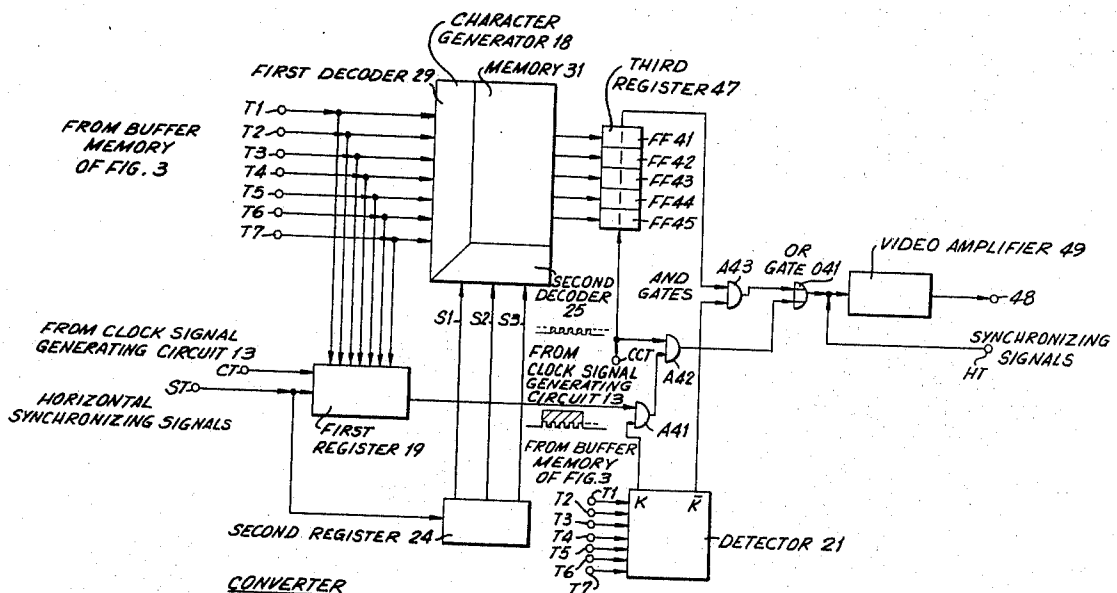 CHARACTER
GENERATOR 18
MEMORY 31
FIRST DECODER 29
THIRD
REGISTER 47
FROM BUFFER
MEMORY
OF FIG. 3
T1
T2
T3
T4
T5
T6
T7
FF41
FF42
FF43
FF44
FF45
SECOND
DECODER
25
S1
S2
S3
AND
GATES
A43
OR
GATE 041
VIDEO AMPLIFIER 49
48
SYNCHRONIZING
SIGNALS
HT
FROM CLOCK SIGNAL
GENERATING CIRCUIT 13
CT
ST
HORIZONTAL
SYNCHRONIZING SIGNALS
FIRST
REGISTER 19
FROM
CLOCK SIGNAL
GENERATING
CIRCUIT 13
CCT
A42
A41
FROM BUFFER
MEMORY
OF FIG.3
T1
T2
T3
T4
T5
T6
T7
K
K̅
DETECTOR 21
SECOND REGISTER 24
CONVERTER